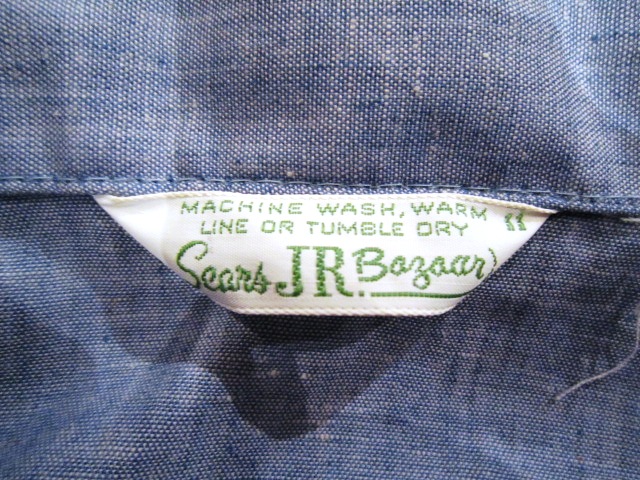 MACHINE WASH, WARM
LINE OR TUMBLE DRY
Sears JR. Bazaar